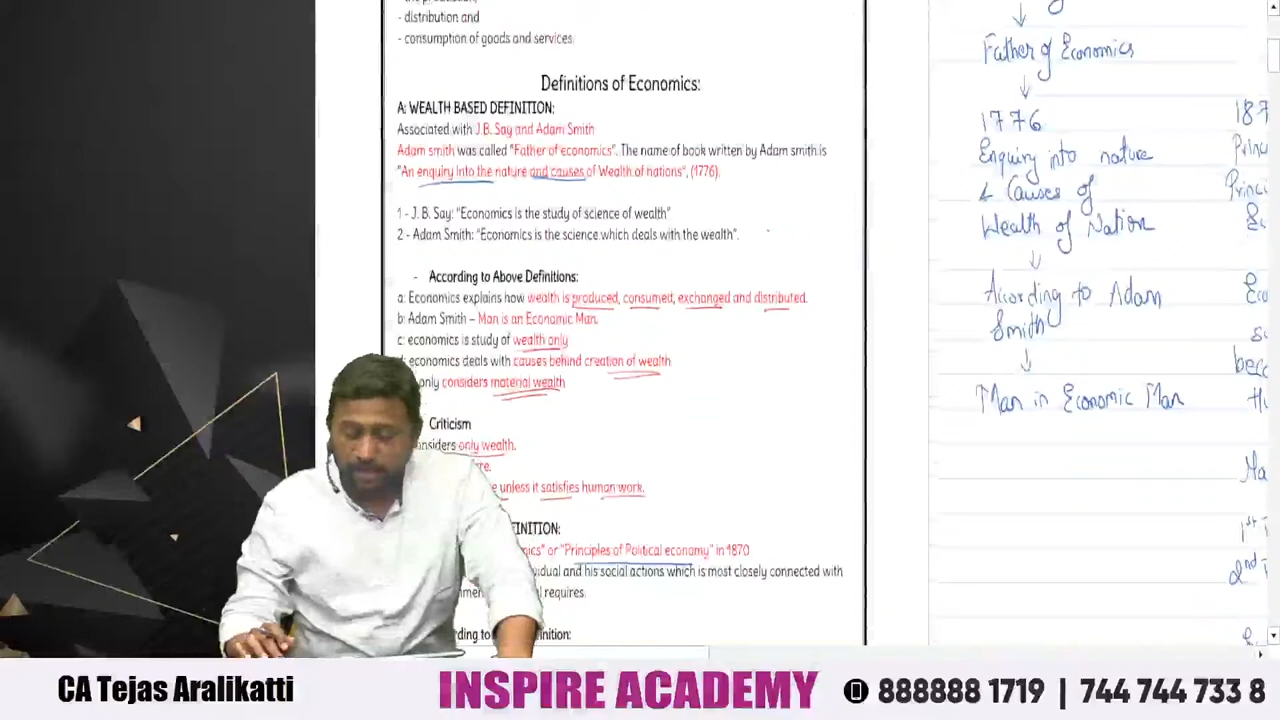 - distribution and
- consumption of goods and services.
Definitions of Economics:
A: WEALTH BASED DEFINITION:
Associated with J.B. Say and Adam Smith
Adam smith was called "Father of economics". The name of book written by Adam smith is
"An enquiry into the nature and causes of Wealth of nations", (1776).
1 - J. B. Say: "Economics is the study of science of wealth"
2 - Adam Smith: "Economics is the science which deals with the wealth".
- According to Above Definitions:
a: Economics explains how wealth is produced, consumed, exchanged and distributed.
b: Adam Smith – Man is an Economic Man.
c: economics is study of wealth only
economics deals with causes behind creation of wealth
only considers material wealth
Criticism
only wealth.
unless it satisfies human work.
or "Principles of Political economy" in 1870
and his social actions which is most closely connected with
requires.
Father of Economics
1776
Enquiry into nature
& Causes of
Wealth of Nation
According to Adam
Smith
Man in Economic Man
1st
2nd
CA Tejas Aralikatti
INSPIRE ACADEMY
888888 1719 | 744 744 733 8